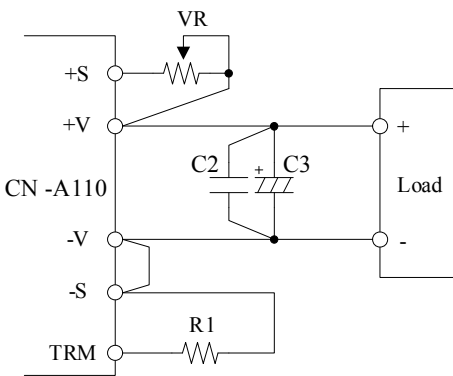 VR
+S
+V
+
C2
+
C3
CN -A110
Load
-V
-
-S
R1
TRM